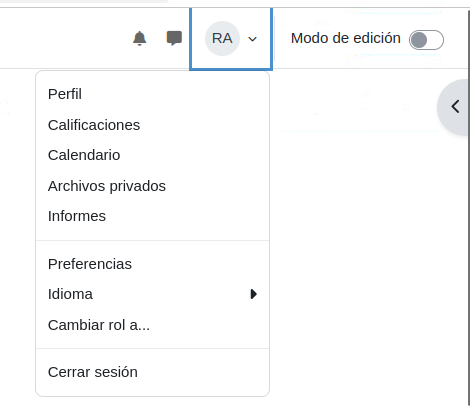 RA Modo de edición
Perfil
Calificaciones
Calendario
Archivos privados
Informes
Preferencias
Idioma
Cambiar rol a...
Cerrar sesión